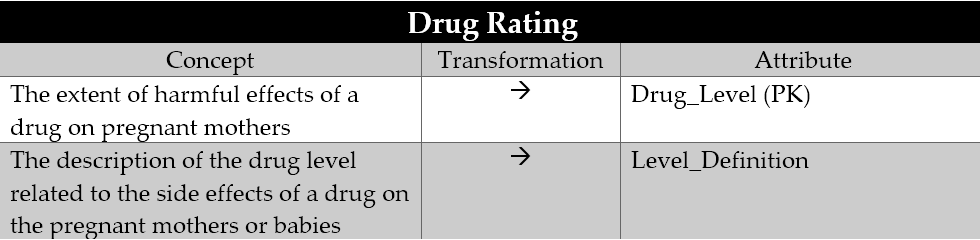 Drug Rating
Concept Transformation Attribute
The extent of harmful effects of a → Drug_Level (PK)
drug on pregnant mothers
The description of the drug level → Level_Definition
related to the side effects of a drug on
the pregnant mothers or babies